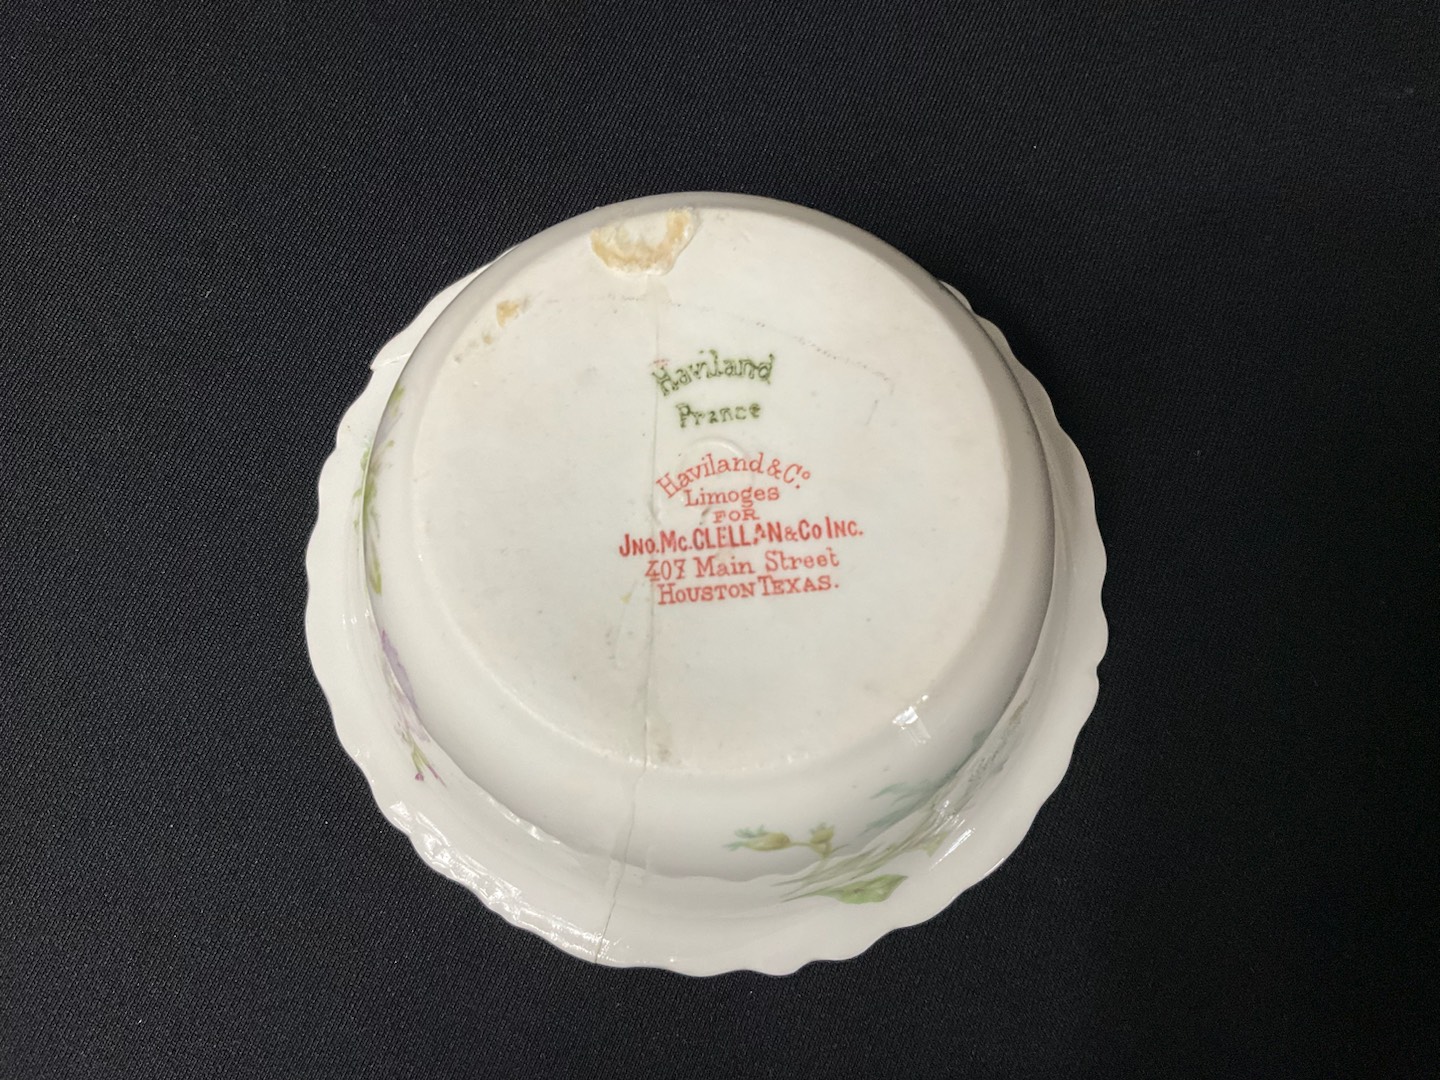 Haviland
France
Haviland & Co.
Limoges
FOR
JNO. MC. CLELLAN & CO INC.
407 Main Street
HOUSTON TEXAS.